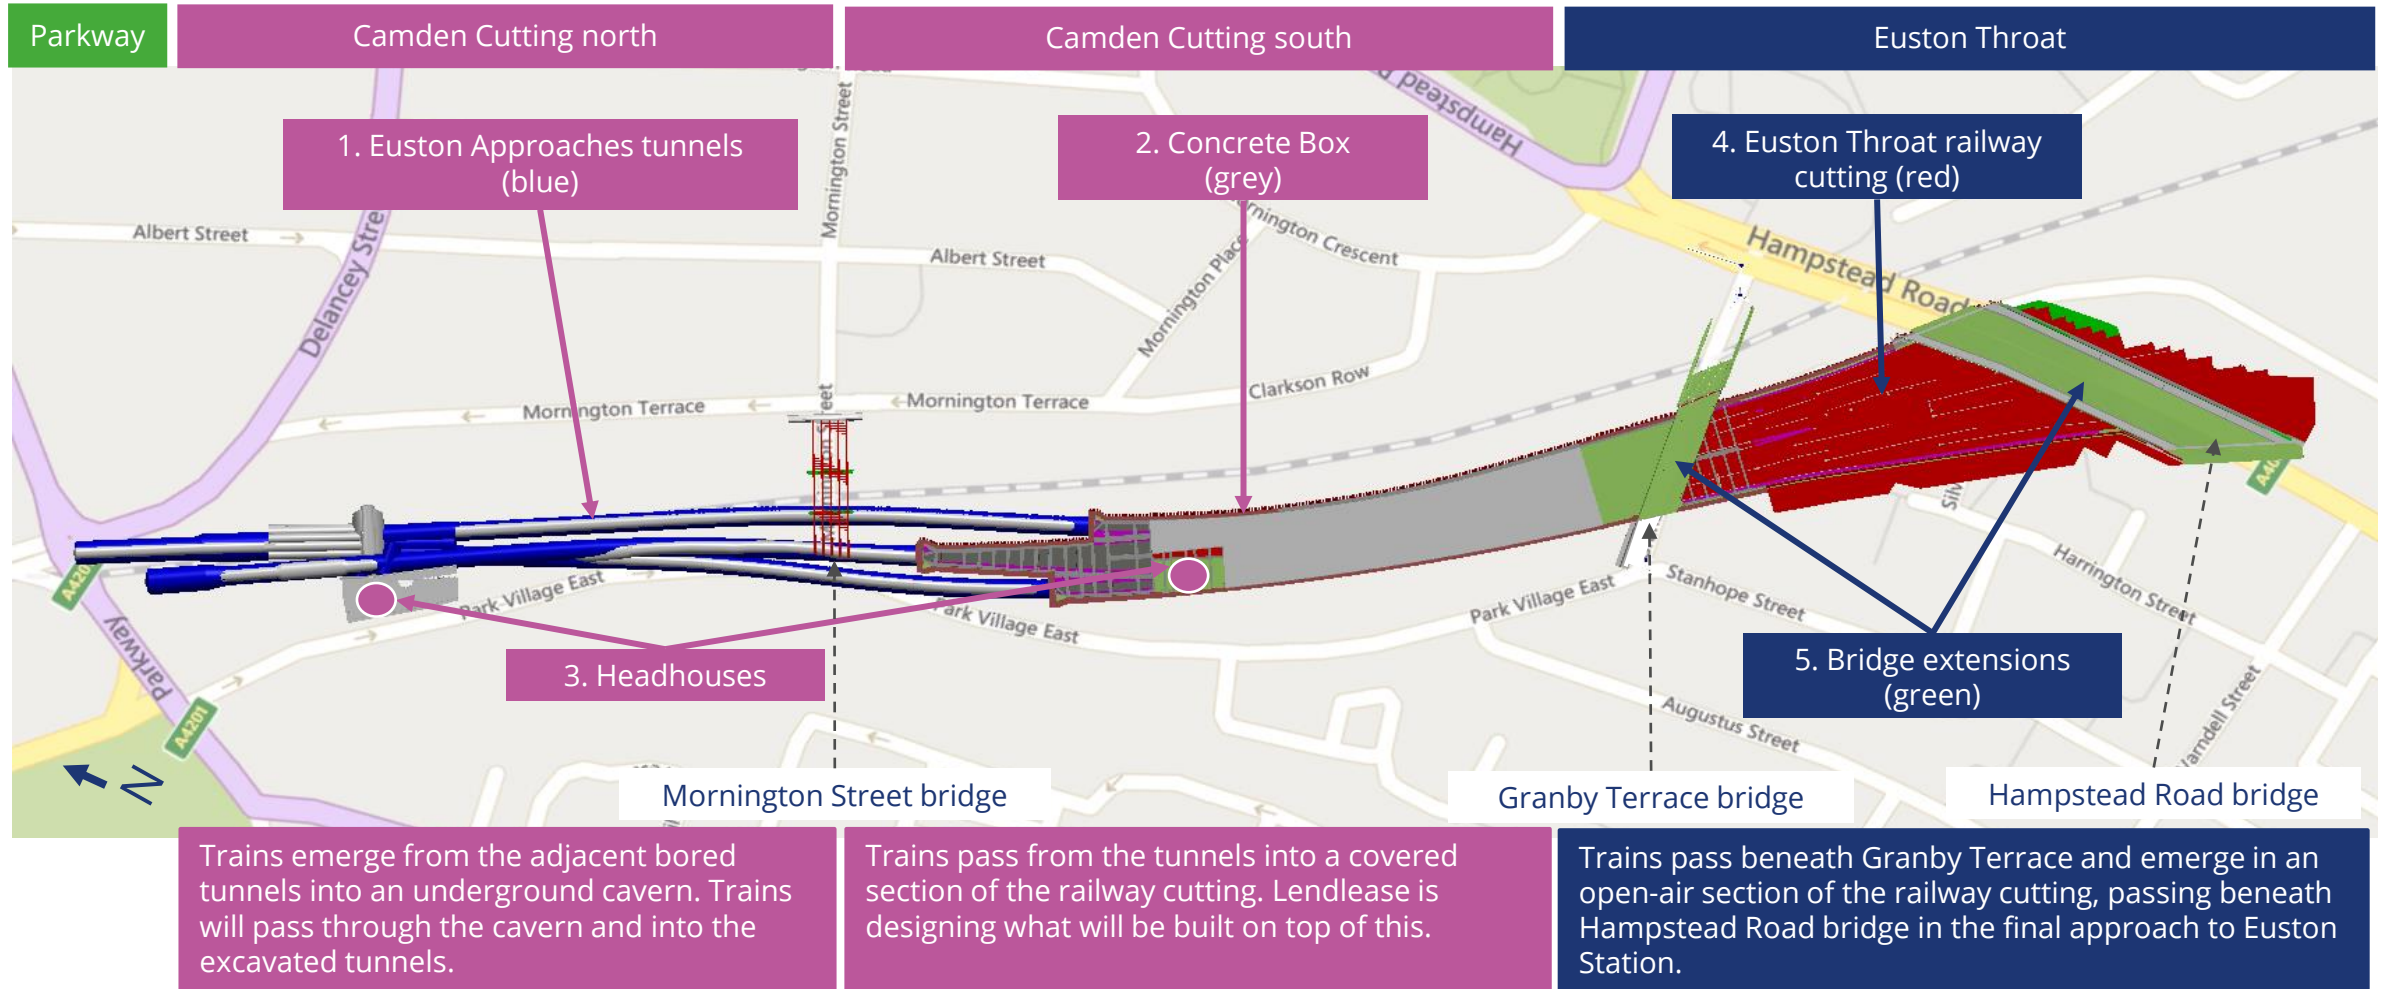 Parkway
Camden Cutting north
Camden Cutting south
Euston Throat
1. Euston Approaches tunnels
(blue)
2. Concrete Box
(grey)
4. Euston Throat railway
cutting (red)
Mornington Street
Hampstead
Albert Street
Delancey
Albert Street
Mornington Place
Crescent
Hampstead Road
Mornington Terrace
Mornington Terrace
Clarkson Row
Park Village East
Park Village East
Park Village East
Stanhope Street
Harrington Street
Augustus Street
Parkway
A4201
3. Headhouses
5. Bridge extensions
(green)
N
Mornington Street bridge
Granby Terrace bridge
Hampstead Road bridge
Trains emerge from the adjacent bored
tunnels into an underground cavern. Trains
will pass through the cavern and into the
excavated tunnels.
Trains pass from the tunnels into a covered
section of the railway cutting. Lendlease is
designing what will be built on top of this.
Trains pass beneath Granby Terrace and emerge in an
open-air section of the railway cutting, passing beneath
Hampstead Road bridge in the final approach to Euston
Station.